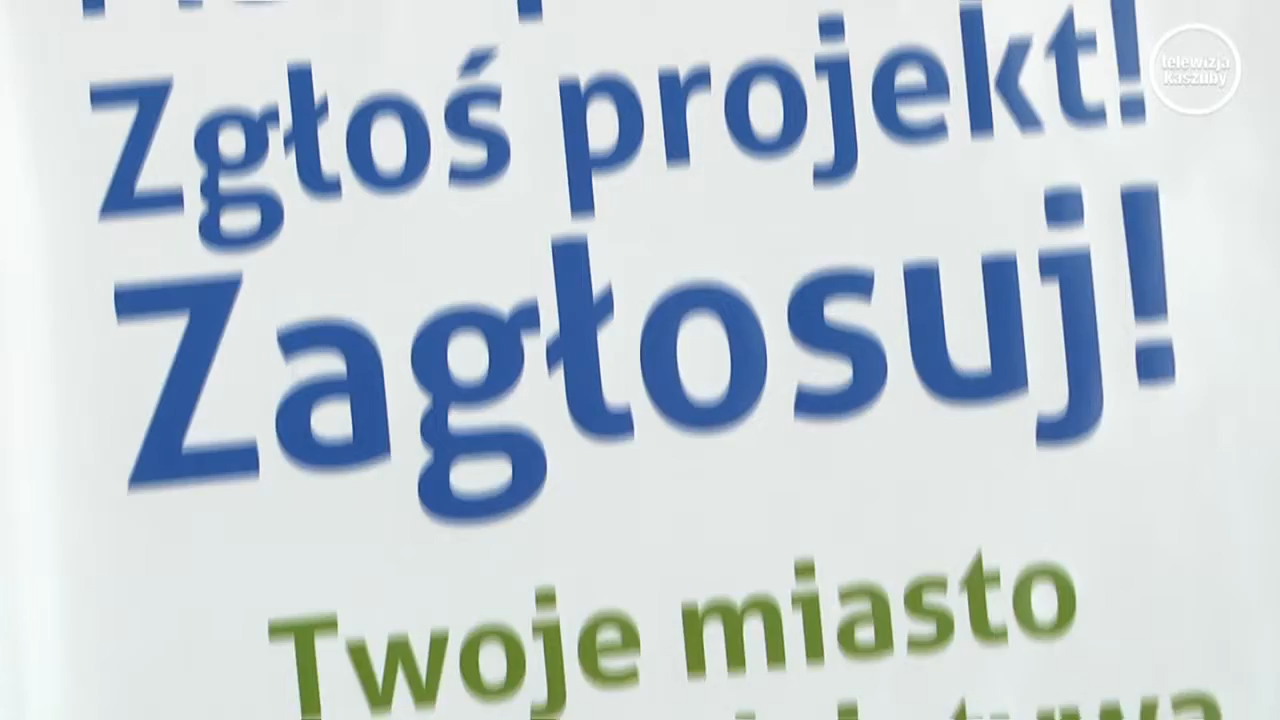 Zgłoś projekt!
Zagłosuj!
Twoje miasto
telewizja
kaszuby